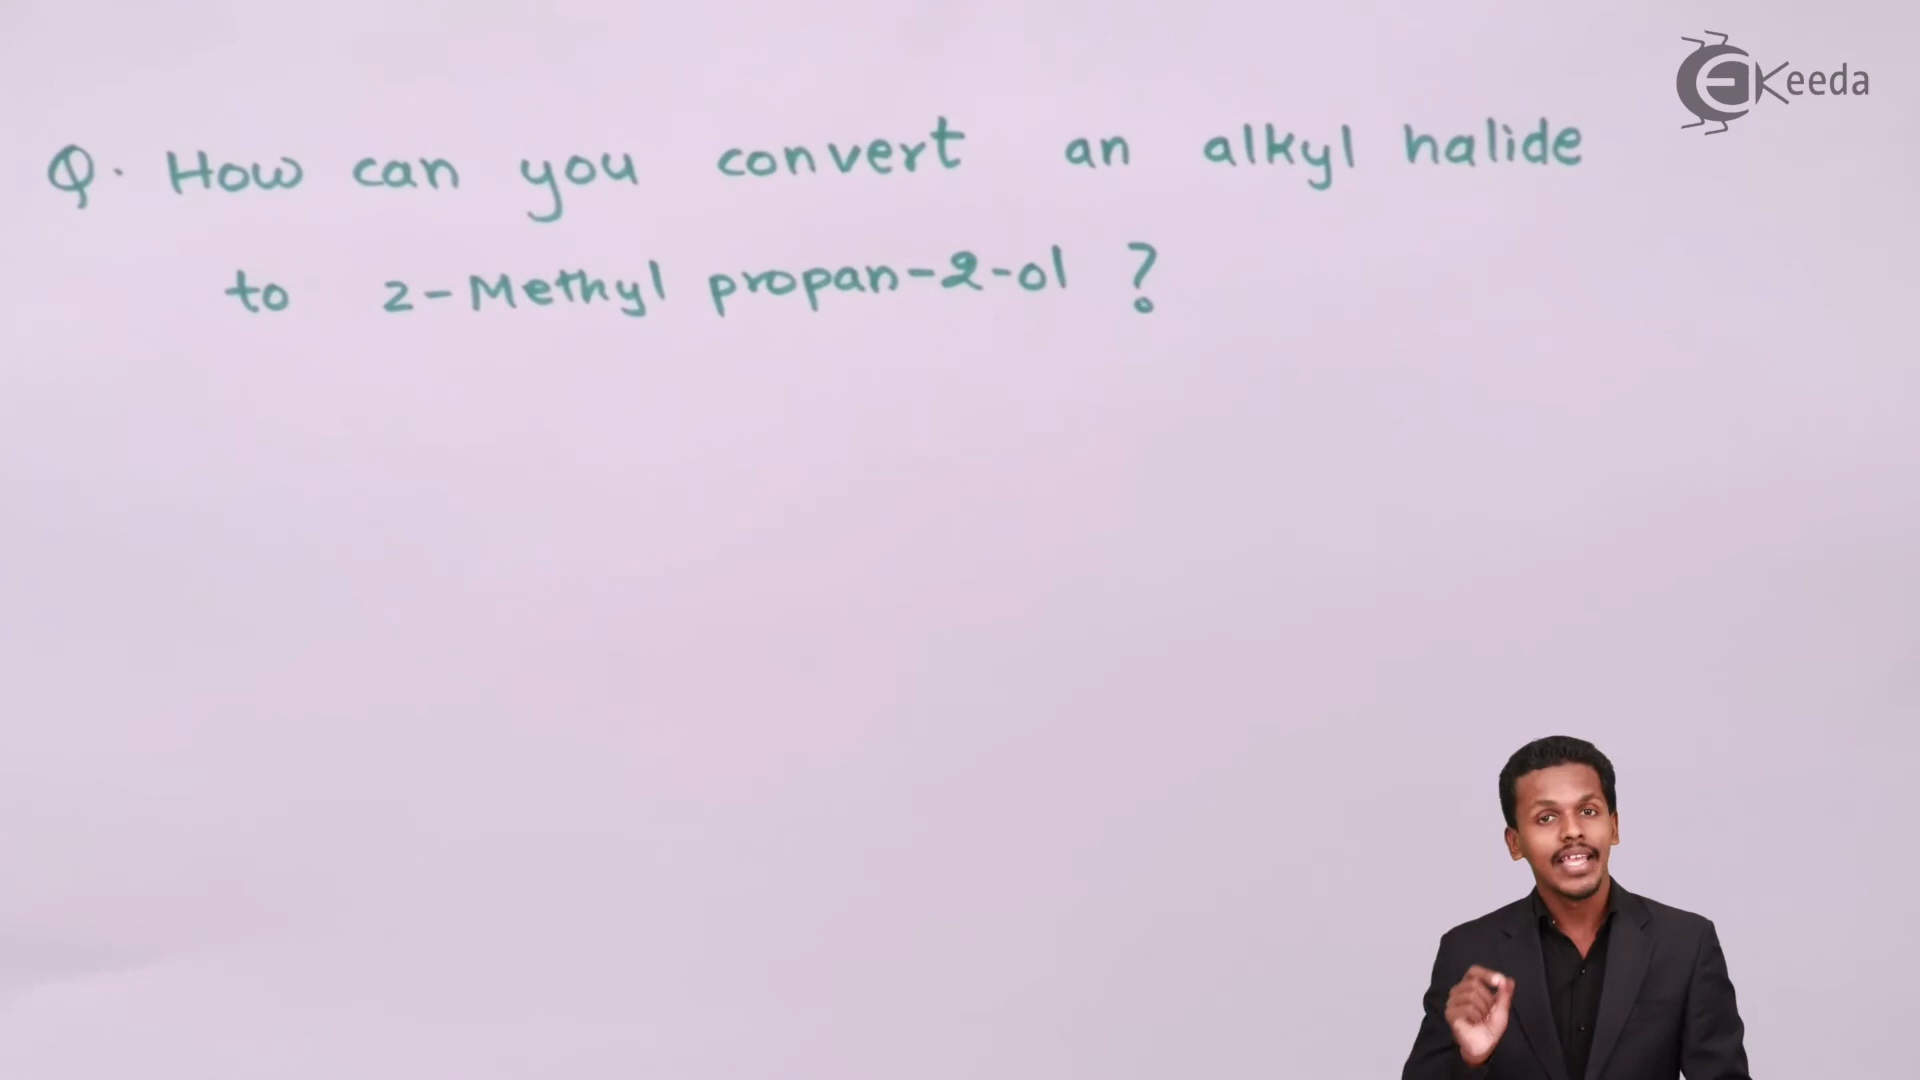 EKeeda
Q. How can you convert an alkyl halide
to 2-Methyl propan-2-ol ?